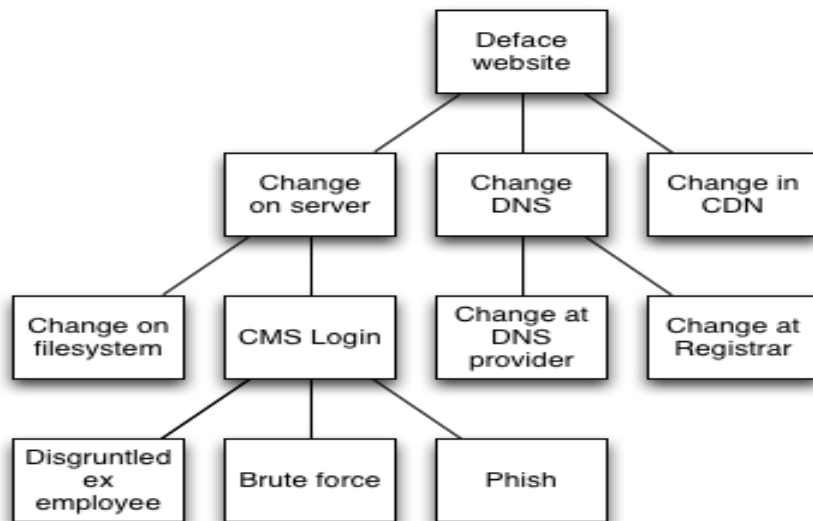 Deface
website
Change
on server
Change
DNS
Change in
CDN
Change on
filesystem
CMS Login
Change at
DNS
provider
Change at
Registrar
Disgruntled
ex
employee
Brute force
Phish